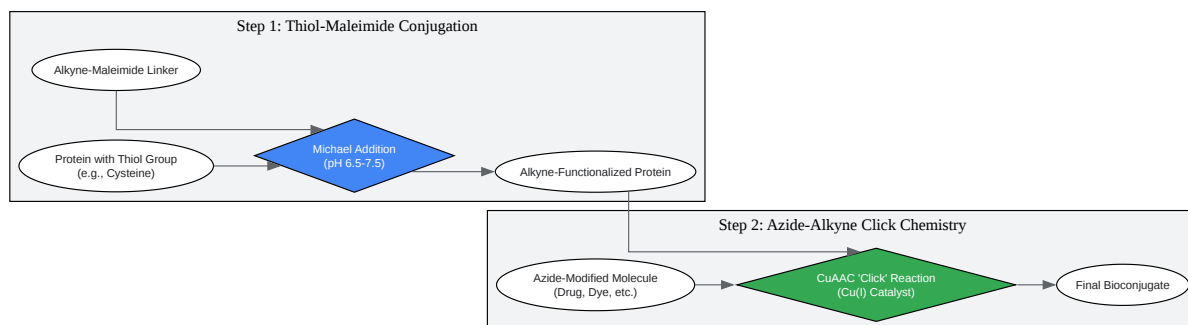 Step 1: Thiol-Maleimide Conjugation
Alkyne-Maleimide Linker
Protein with Thiol Group
(e.g., Cysteine)
Michael Addition
(pH 6.5-7.5)
Alkyne-Functionalized Protein
Step 2: Azide-Alkyne Click Chemistry
Azide-Modified Molecule
(Drug, Dye, etc.)
CuAAC 'Click' Reaction
(Cu(I) Catalyst)
Final Bioconjugate